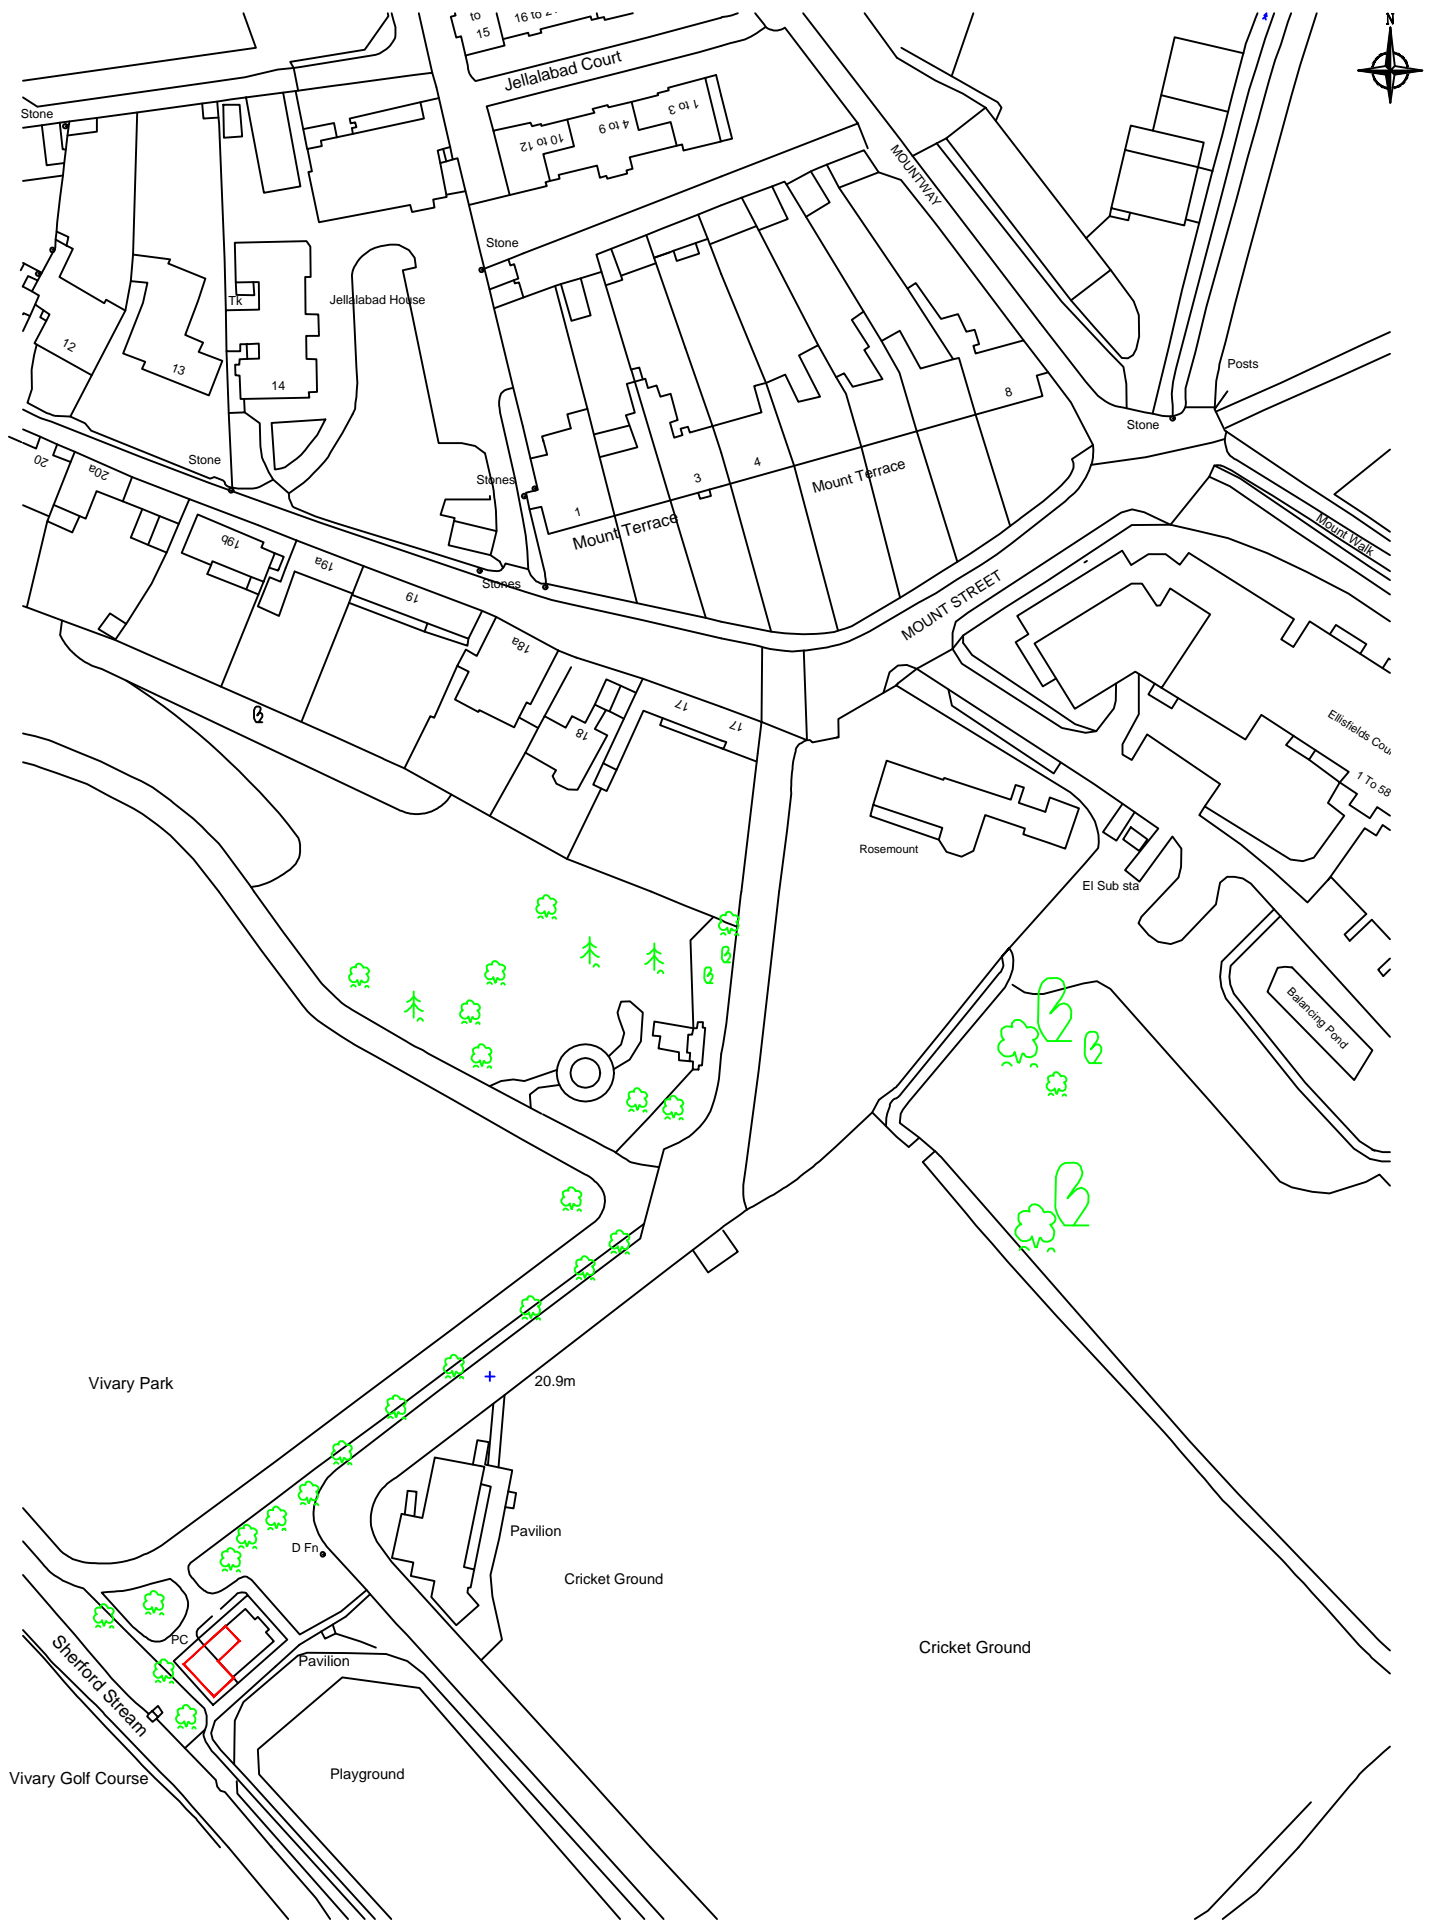 N
to
15
16 to 2
Jellalabad Court
1 to 3
4 to 9
10 to 12
Stone
MOUNTWAY
Stone
Tk
Jellalabad House
12
13
14
Posts
8
Stone
Stone
Stones
1
3
4
Mount Terrace
Mount Terrace
20
20a
19b
19a
19
18a
18
17
17
Stones
MOUNT STREET
Mount Walk
Ellisfields Cou
1 To 58
Rosemount
El Sub sta
Balancing Pond
Vivary Park
20.9m
Pavilion
D Fn
Cricket Ground
PC
Pavilion
Cricket Ground
Sherford Stream
Playground
Vivary Golf Course